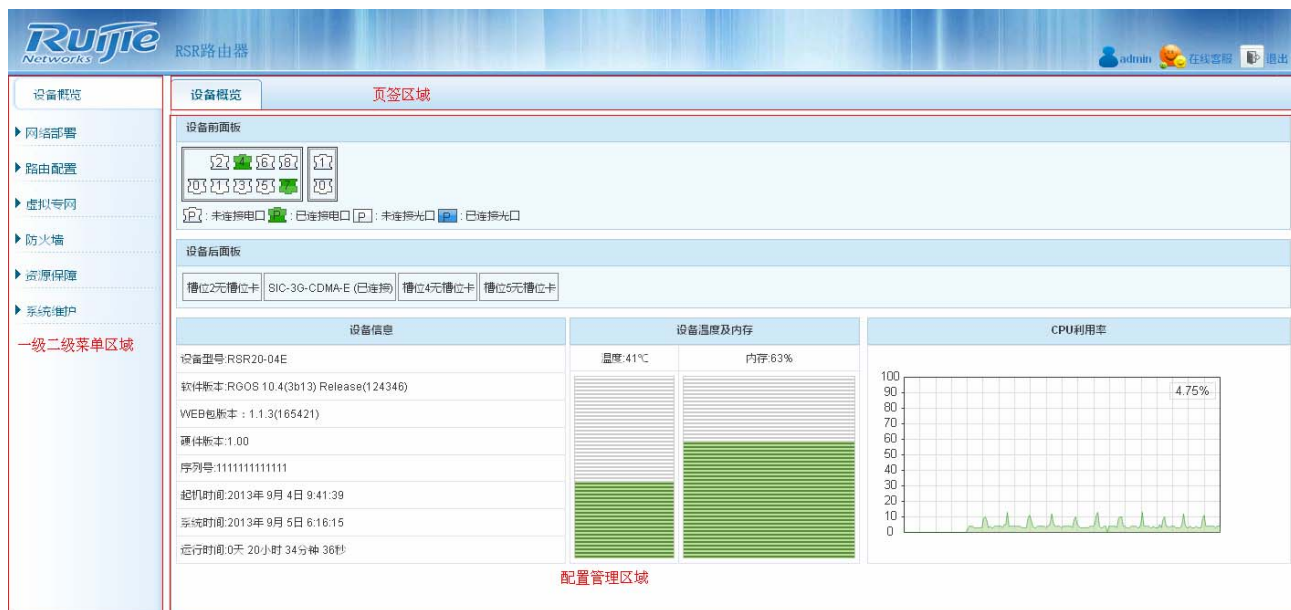 Ruijie
Networks
RSR路由器
admin 在线客服 退出
设备概览
网络部署
路由配置
虚拟专网
防火墙
资源保障
系统维护
一级二级菜单区域
设备概览
页签区域
设备前面板
2 4 6 8 1
0 1 3 5 7 0
P : 未连接电口 P : 已连接电口 P : 未连接光口 P : 已连接光口
设备后面板
槽位2无槽位卡 SIC-3G-CDMA-E (已连接) 槽位4无槽位卡 槽位5无槽位卡
设备信息
设备型号:RSR20-04E
软件版本:RGOS 10.4(3b13) Release(124346)
WEB包版本：1.1.3(165421)
硬件版本:1.00
序列号:1111111111111
起机时间:2013年 9月 4日 9:41:39
系统时间:2013年 9月 5日 6:16:15
运行时间:0天 20小时 34分钟 36秒
设备温度及内存
温度:41℃ 内存:63%
CPU利用率
4.75%
100
90
80
70
60
50
40
30
20
10
0
配置管理区域